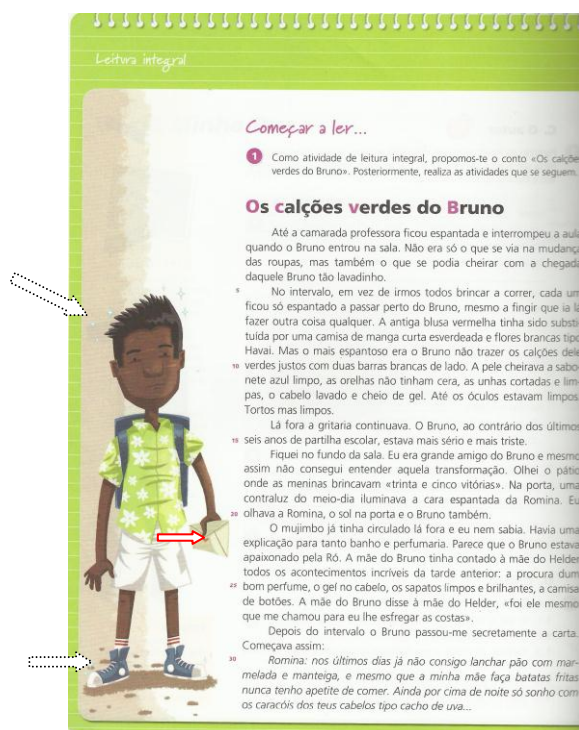 Leitura integral
Começar a ler...
1 Como atividade de leitura integral, propomos-te o conto «Os calções
verdes do Bruno». Posteriormente, realiza as atividades que se seguem.
Os calções verdes do Bruno
Até a camarada professora ficou espantada e interrompeu a aula
quando o Bruno entrou na sala. Não era só o que se via na mudança
das roupas, mas também o que se podia cheirar com a chegada
daquele Bruno tão lavadinho.
5 No intervalo, em vez de irmos todos brincar a correr, cada um
ficou só espantado a passar perto do Bruno, mesmo a fingir que ia lá
fazer outra coisa qualquer. A antiga blusa vermelha tinha sido substi-
tuída por uma camisa de manga curta esverdeada e flores brancas tipo
Havai. Mas o mais espantoso era o Bruno não trazer os calções dele
10 verdes justos com duas barras brancas de lado. A pele cheirava a sabo-
nete azul limpo, as orelhas não tinham cera, as unhas cortadas e lim-
pas, o cabelo lavado e cheio de gel. Até os óculos estavam limpos.
Tortos mas limpos.
Lá fora a gritaria continuava. O Bruno, ao contrário dos últimos
15 seis anos de partilha escolar, estava mais sério e mais triste.
Fiquei no fundo da sala. Eu era grande amigo do Bruno e mesmo
assim não consegui entender aquela transformação. Olhei o pátio
onde as meninas brincavam «trinta e cinco vitórias». Na porta, uma
contraluz do meio-dia iluminava a cara espantada da Romina. Eu
20 olhava a Romina, o sol na porta e o Bruno também.
O mujimbo já tinha circulado lá fora e eu nem sabia. Havia uma
explicação para tanto banho e perfumaria. Parece que o Bruno estava
apaixonado pela Ró. A mãe do Bruno tinha contado à mãe do Helder
todos os acontecimentos incríveis da tarde anterior: a procura dum
25 bom perfume, o gel no cabelo, os sapatos limpos e brilhantes, a camisa
de botões. A mãe do Bruno disse à mãe do Helder, «foi ele mesmo
que me chamou para eu lhe esfregar as costas».
Depois do intervalo o Bruno passou-me secretamente a carta.
Começava assim:
30 Romina: nos últimos dias já não consigo lanchar pão com mar-
melada e manteiga, e mesmo que a minha mãe faça batatas fritas
nunca tenho apetite de comer. Ainda por cima de noite só sonho com
os caracóis dos teus cabelos tipo cacho de uva...